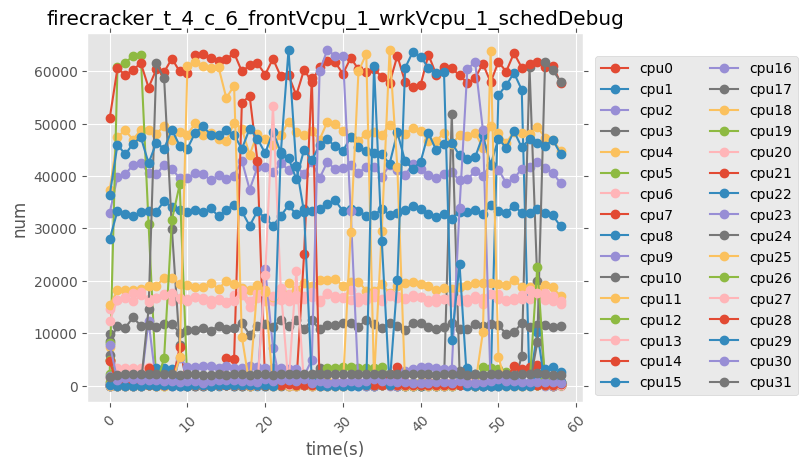 firecracker_t_4_c_6_frontVcpu_1_wrkVcpu_1_schedDebug
60000
50000
40000
30000
20000
10000
0
num
0
10
20
30
40
50
60
time(s)
cpu0
cpu1
cpu2
cpu3
cpu4
cpu5
cpu6
cpu7
cpu8
cpu9
cpu10
cpu11
cpu12
cpu13
cpu14
cpu15
cpu16
cpu17
cpu18
cpu19
cpu20
cpu21
cpu22
cpu23
cpu24
cpu25
cpu26
cpu27
cpu28
cpu29
cpu30
cpu31